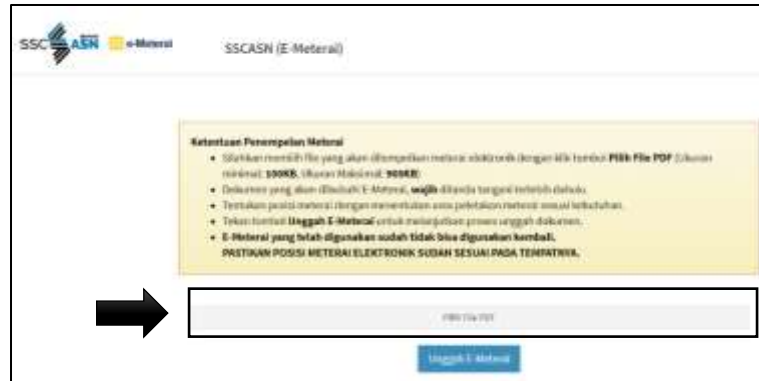 SSCASN e-Meterai
SSCASN (E-Meterai)
Ketentuan Penempelan Meterai
Silahkan memilih file yang akan ditempelkan meterai elektronik dengan klik tombol Pilih File PDF (Ukuran
minimal: 100KB, Ukuran Maksimal: 900KB)
Dokumen yang akan dibubuhi E-Meterai, wajib ditanda tangani terlebih dahulu.
Tentukan posisi meterai dengan menentukan area peletakan meterai sesuai kebutuhan.
Tekan tombol Unggah E-Meterai untuk melanjutkan proses unggah dokumen.
E-Meterai yang telah digunakan sudah tidak bisa digunakan kembali.
PASTIKAN POSISI METERAI ELEKTRONIK SUDAH SESUAI PADA TEMPATNYA.
Pilih File PDF
Unggah E-Meterai